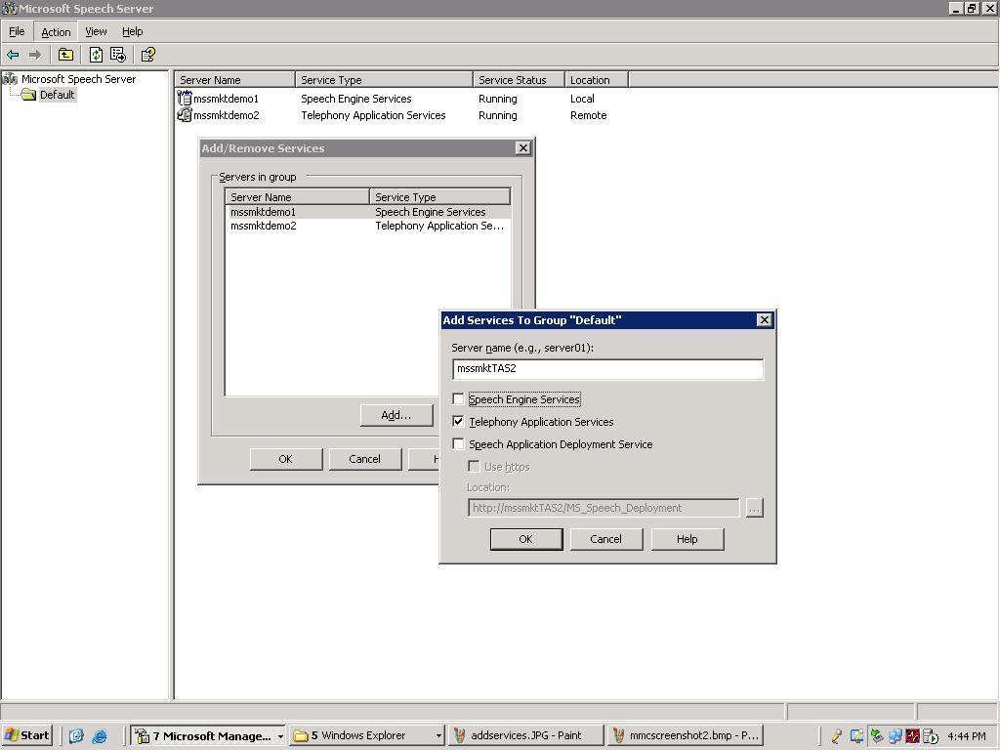 Microsoft Speech Server
File Action View Help
Microsoft Speech Server
Default
Server Name Service Type Service Status Location
mssmktdemo1 Speech Engine Services Running Local
mssmktdemo2 Telephony Application Services Running Remote
Add/Remove Services
Servers in group
Server Name Service Type
mssmktdemo1 Speech Engine Services
mssmktdemo2 Telephony Application Se...
Add...
OK Cancel H
Add Services To Group "Default"
Server name (e.g., server01):
mssmktTAS2
Speech Engine Services
Telephony Application Services
Speech Application Deployment Service
Use https
Location:
http://mssmktTAS2/MS_Speech_Deployment
...
OK Cancel Help
Start 7 Microsoft Manage... 5 Windows Explorer addservices.JPG - Paint mmcscreenshot2.bmp - P... 4:44 PM